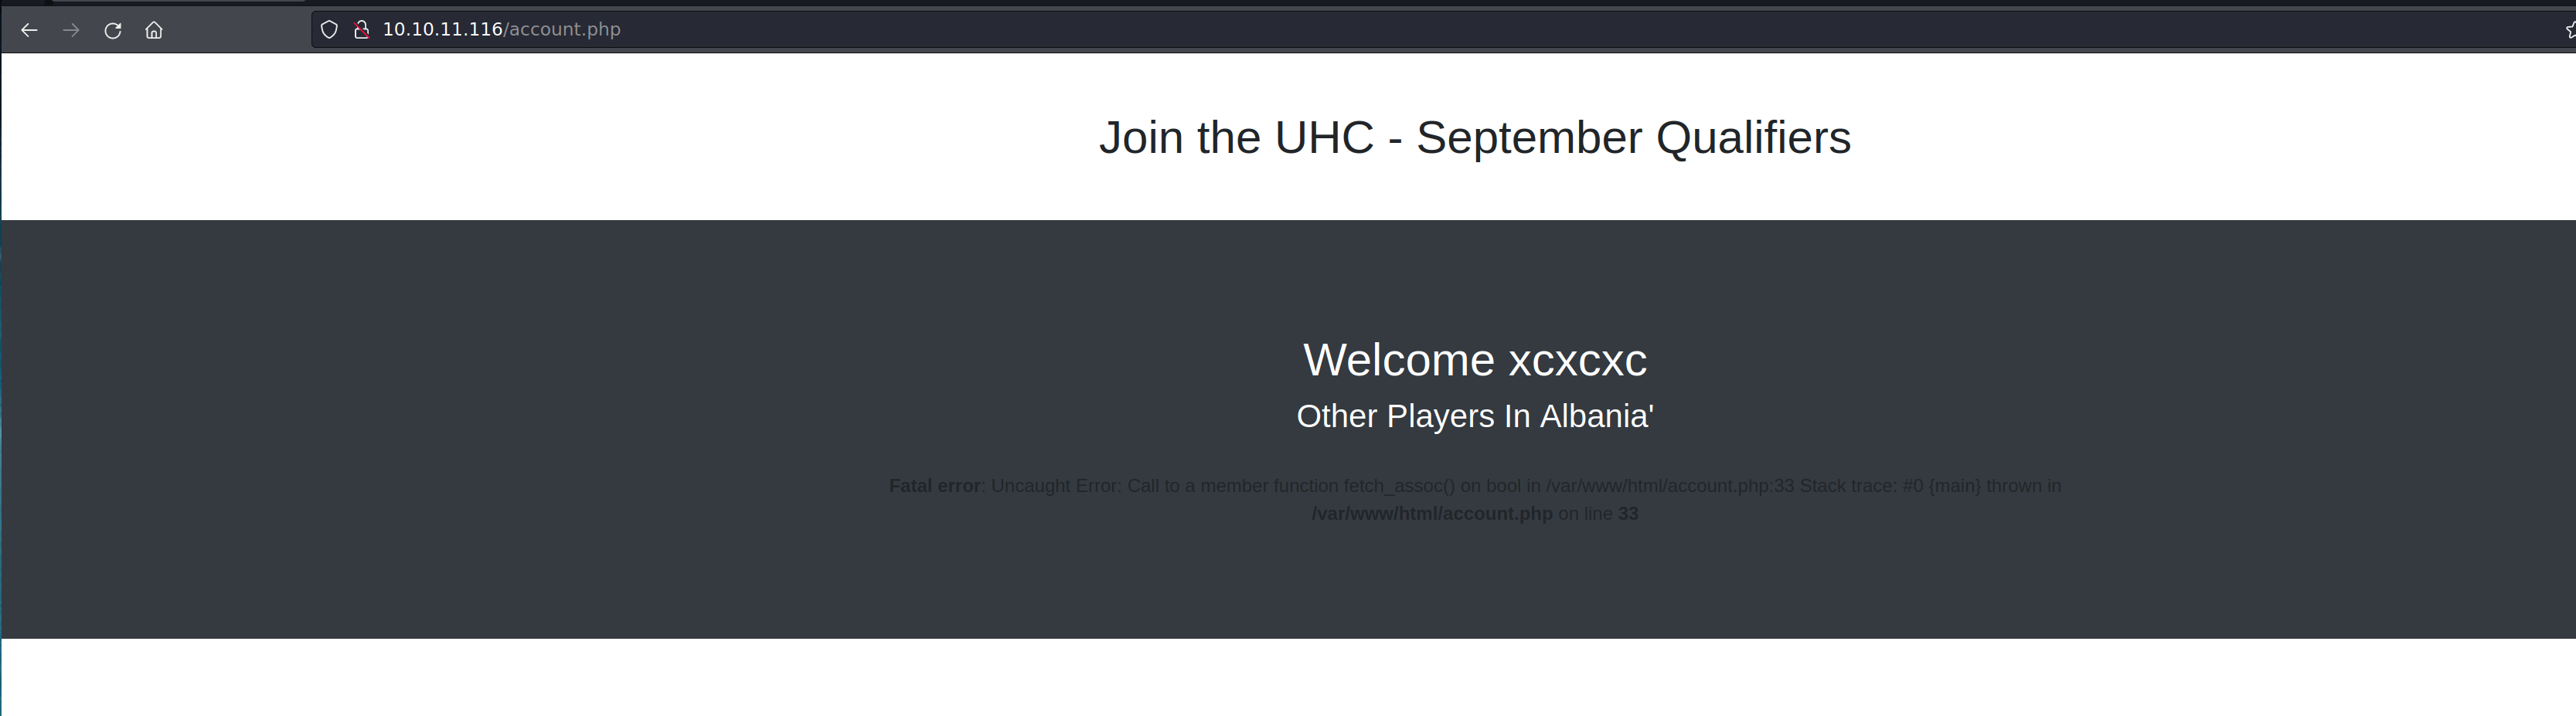 10.10.11.116/account.php
Join the UHC - September Qualifiers
Welcome xcxcxc
Other Players In Albania'
Fatal error: Uncaught Error: Call to a member function fetch_assoc() on bool in /var/www/html/account.php:33 Stack trace: #0 {main} thrown in
/var/www/html/account.php on line 33